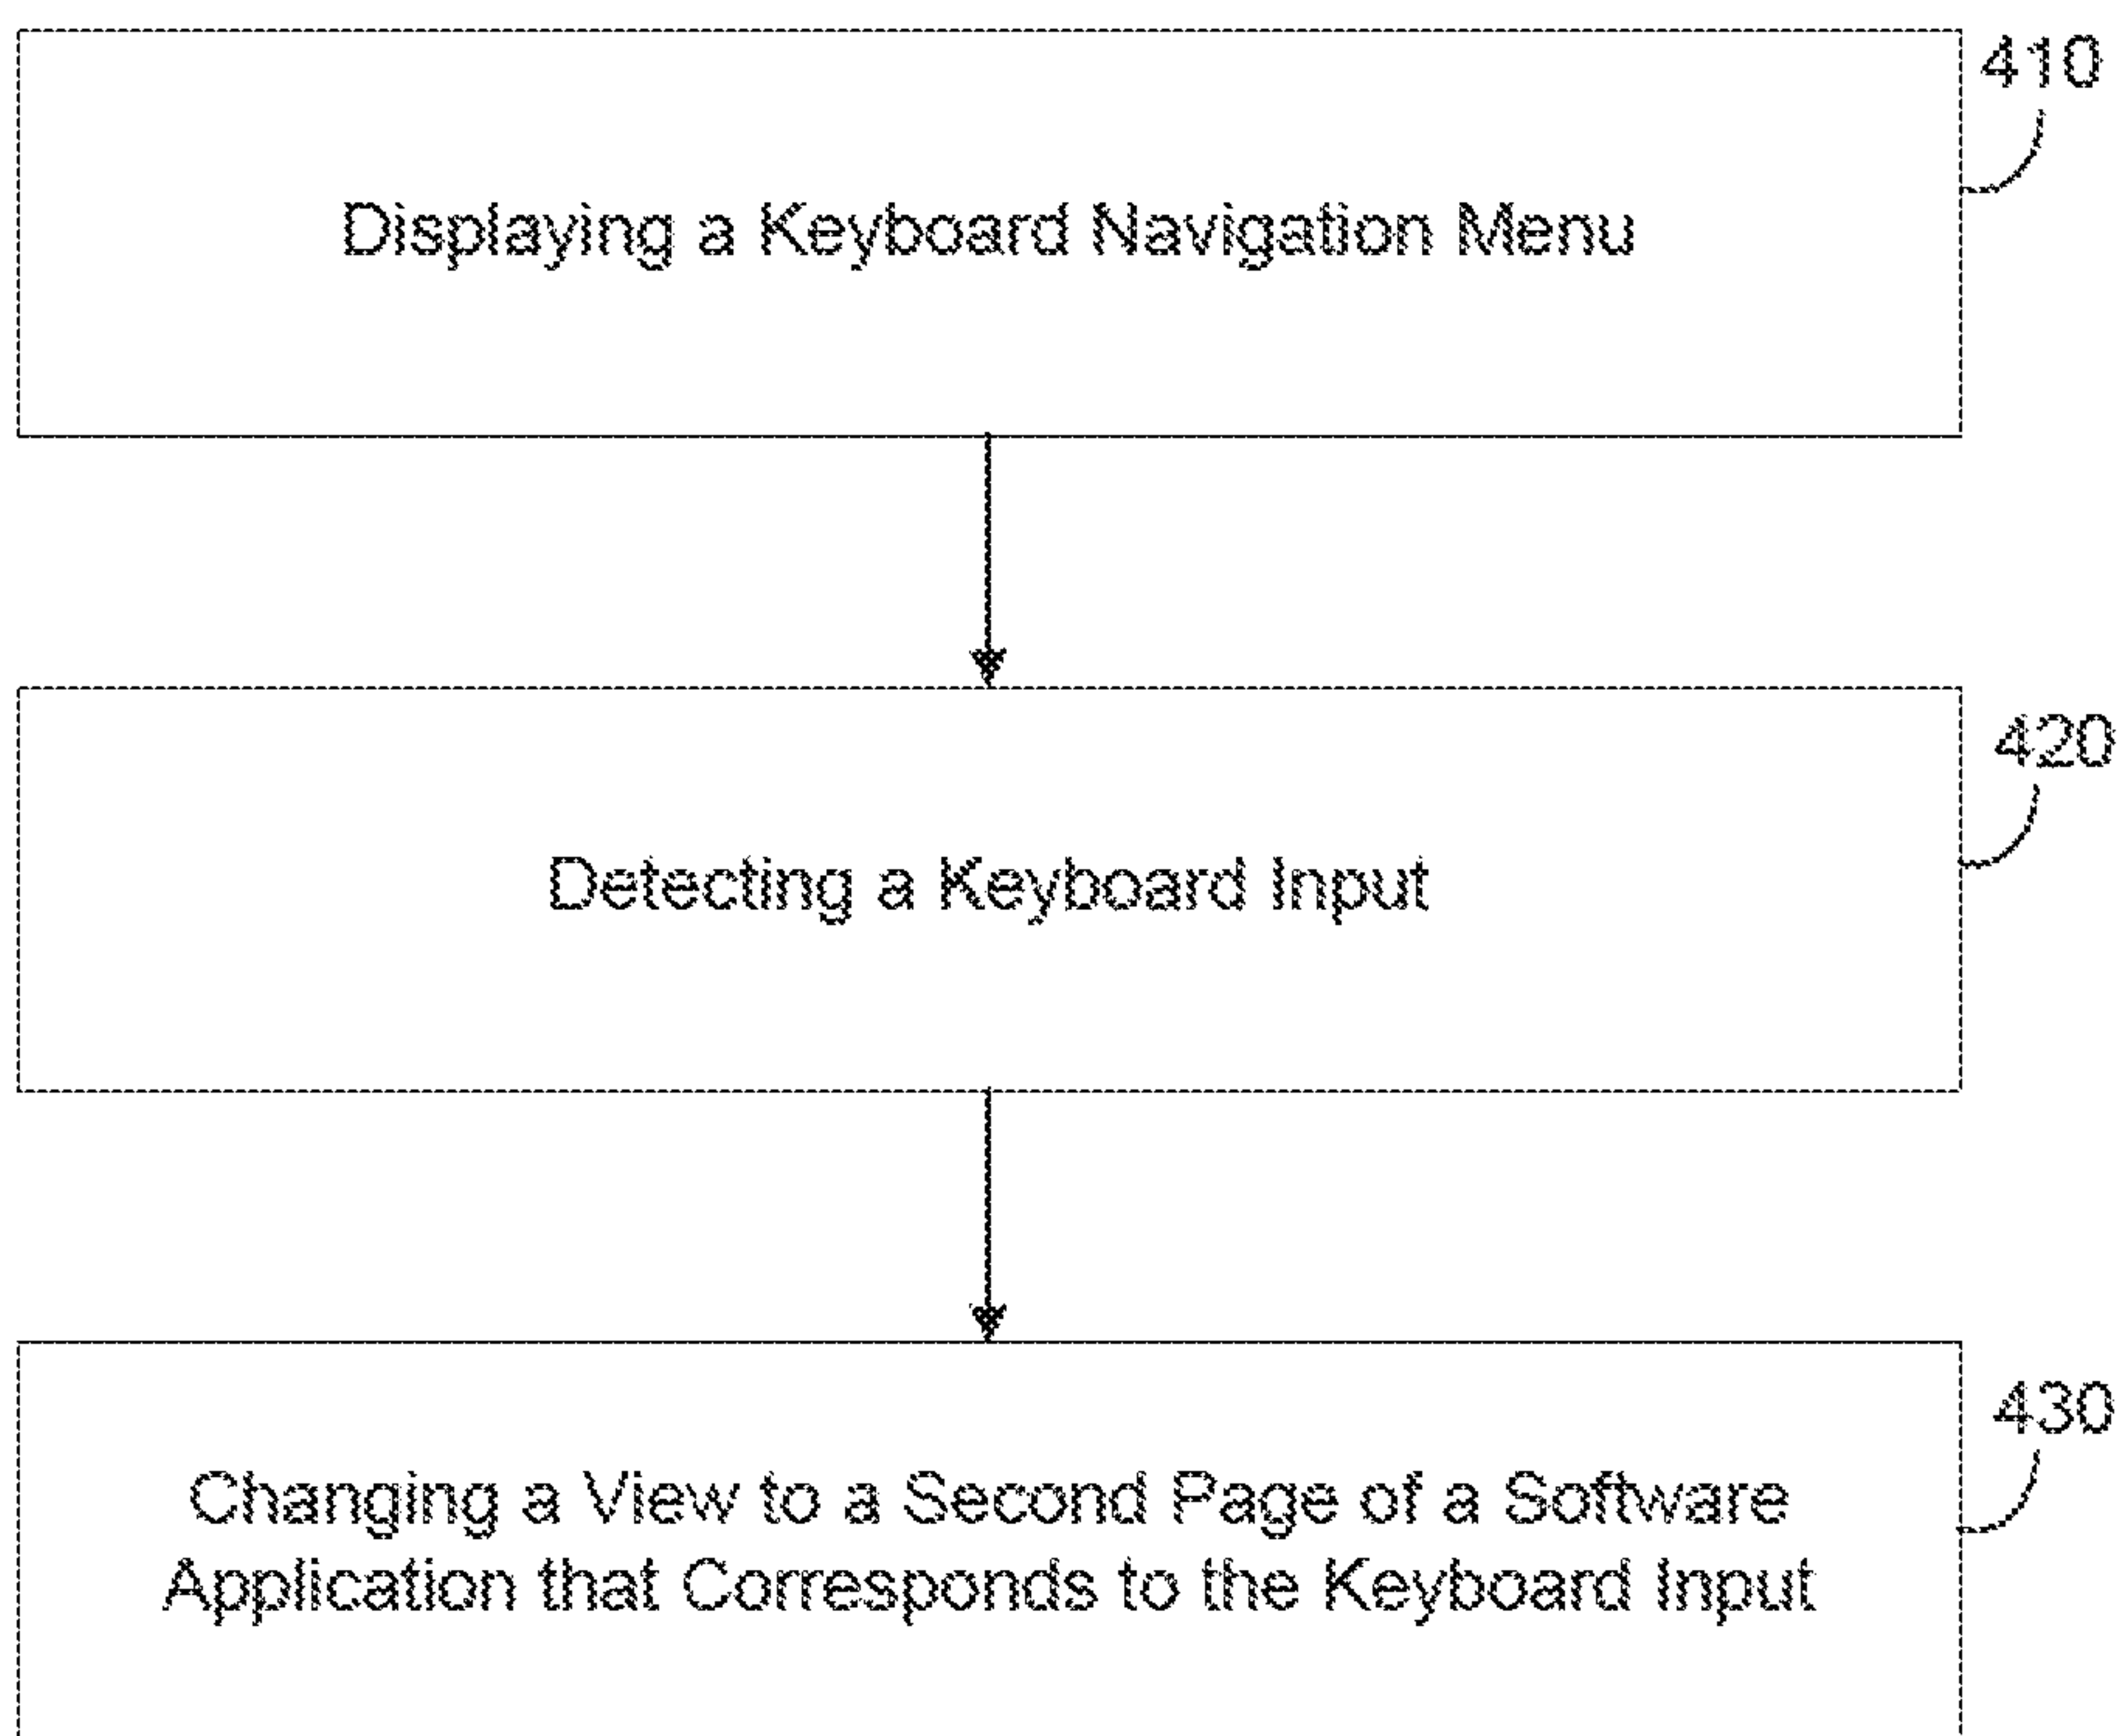 410
Displaying a Keyboard Navigation Menu
420
Detecting a Keyboard Input
430
Changing a View to a Second Page of a Software
Application that Corresponds to the Keyboard Input